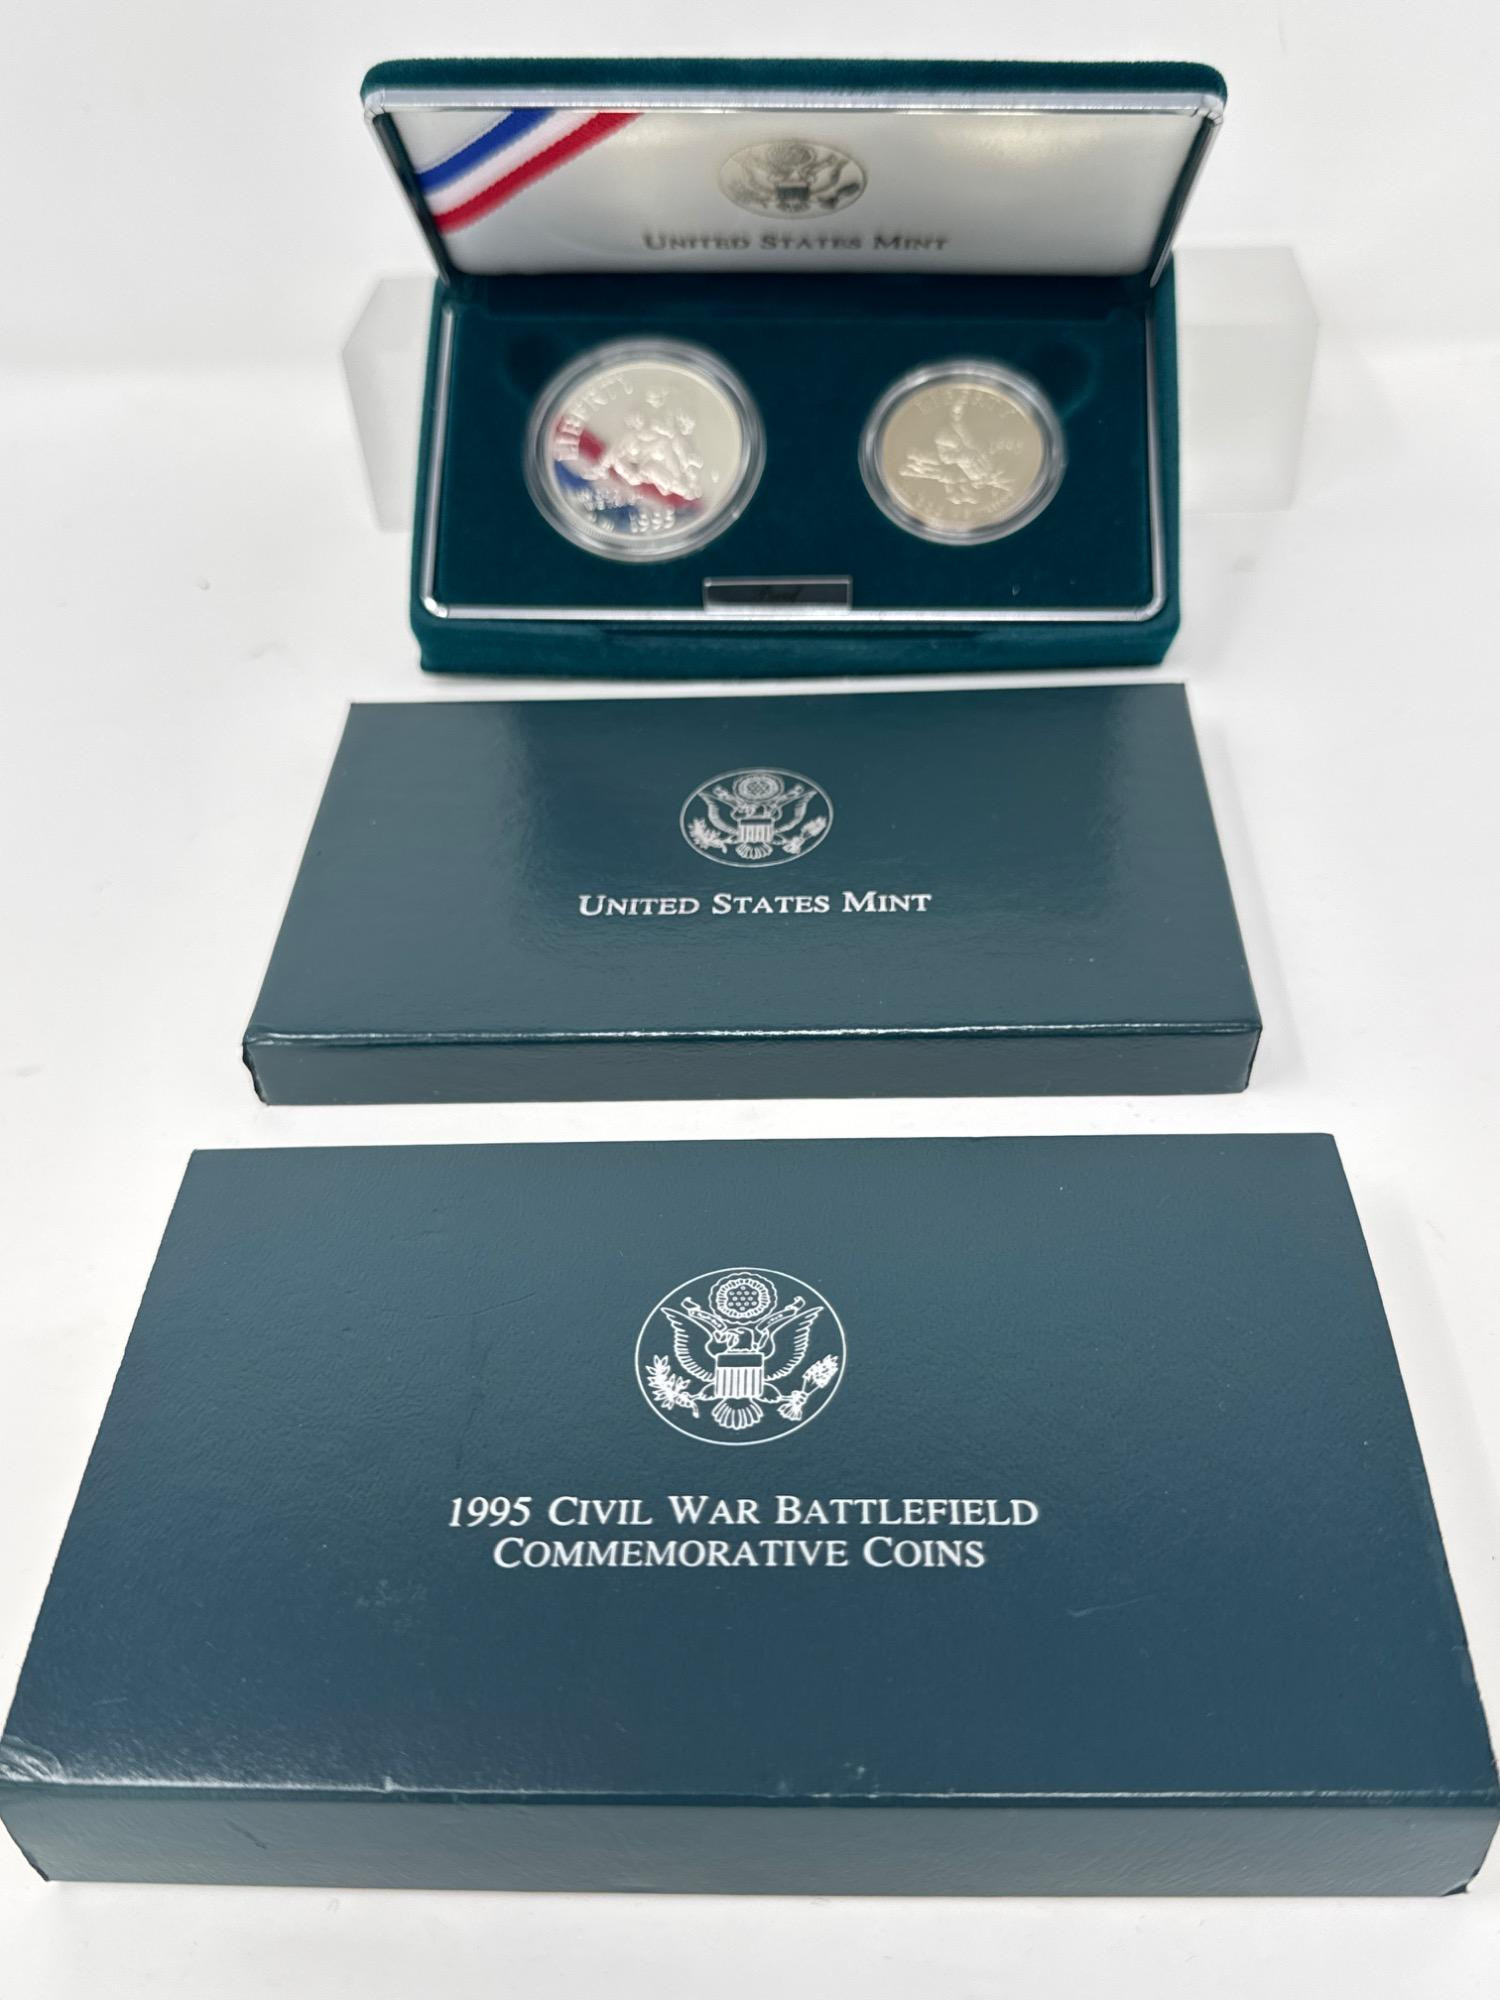 UNITED STATES MINT
LIBERTY
1995
LIBERTY
UNITED STATES MINT
1995 CIVIL WAR BATTLEFIELD
COMMEMORATIVE COINS